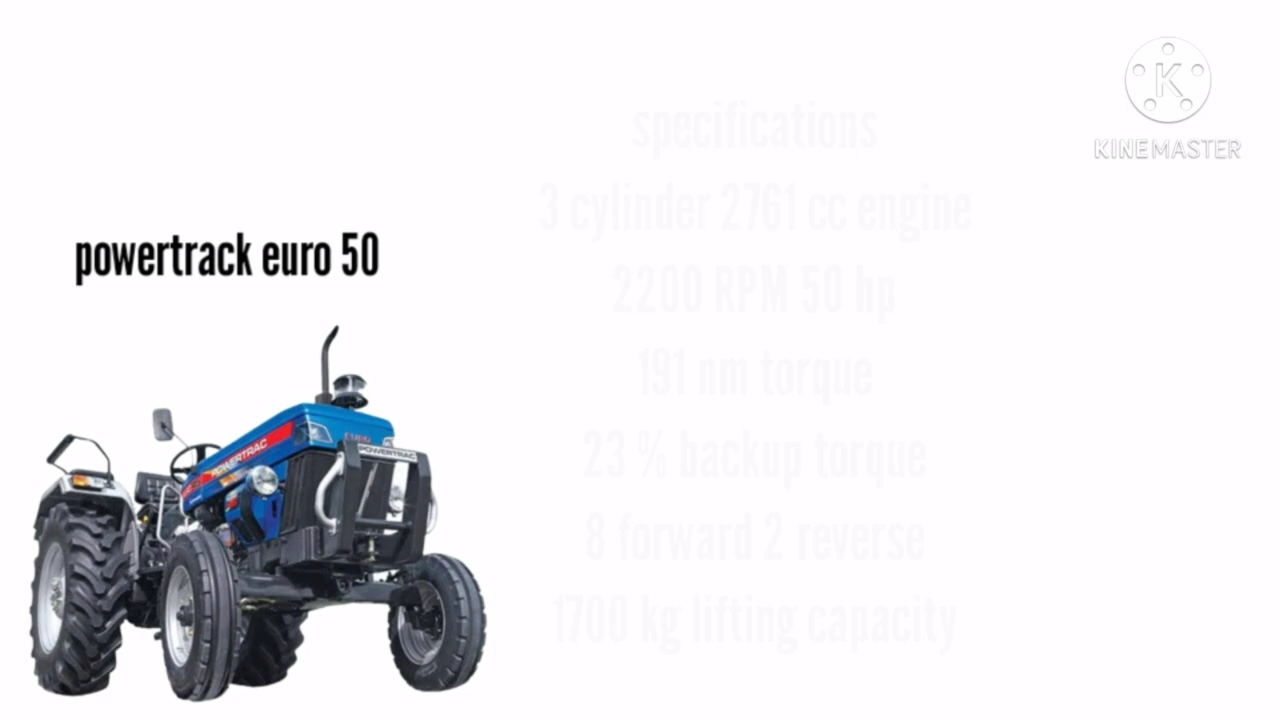 KINEMASTER
specifications
3 cylinder 2761 cc engine
powertrack euro 50
2200 RPM 50 hp
191 nm torque
23 % backup torque
8 forward 2 reverse
1700 kg lifting capacity
POWERTRAC
EURO
POWERTRAC